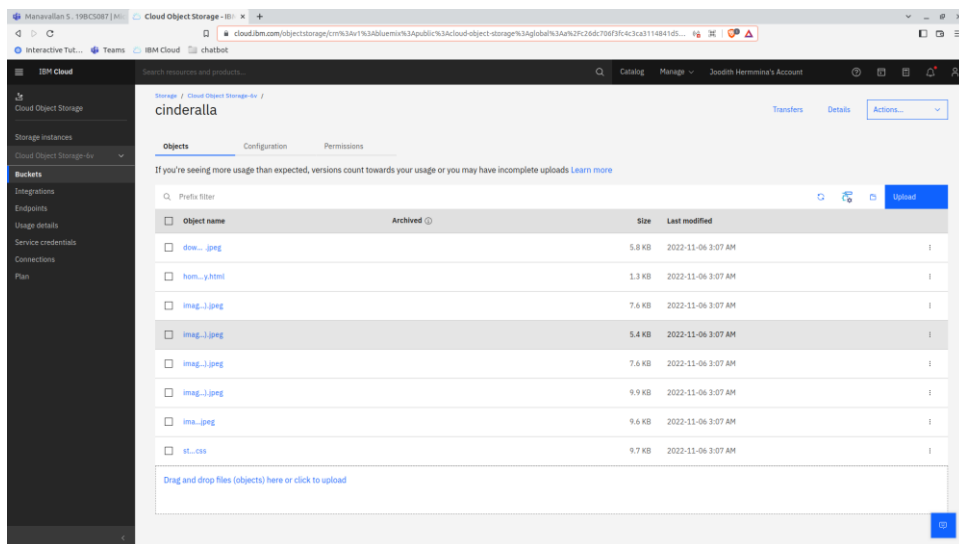 Manavallan S . 19BCS087 | Mi
Cloud Object Storage - IBM
cloud.ibm.com/objectstorage/crn%3Av1%3Abluemix%3Apublic%3Acloud-object-storage%3Aglobal%3Aa%2Fc26dc706f3fc4c3ca3114841d5...
Interactive Tut...
Teams
IBM Cloud
chatbot
IBM Cloud
Search resources and products...
Catalog
Manage
Joodith Hermmina's Account
Cloud Object Storage
Storage instances
Cloud Object Storage-6v
Buckets
Integrations
Endpoints
Usage details
Service credentials
Connections
Plan
Storage / Cloud Object Storage-6v /
cinderalla
Transfers
Details
Actions...
Objects
Configuration
Permissions
If you're seeing more usage than expected, versions count towards your usage or you may have incomplete uploads Learn more
Prefix filter
Upload
Object name Archived Size Last modified
dow... .jpeg 5.8 KB 2022-11-06 3:07 AM
hom...y.html 1.3 KB 2022-11-06 3:07 AM
imag...).jpeg 7.6 KB 2022-11-06 3:07 AM
imag...).jpeg 5.4 KB 2022-11-06 3:07 AM
imag...).jpeg 7.6 KB 2022-11-06 3:07 AM
imag...).jpeg 9.9 KB 2022-11-06 3:07 AM
ima...jpeg 9.6 KB 2022-11-06 3:07 AM
st...css 9.7 KB 2022-11-06 3:07 AM
Drag and drop files (objects) here or click to upload